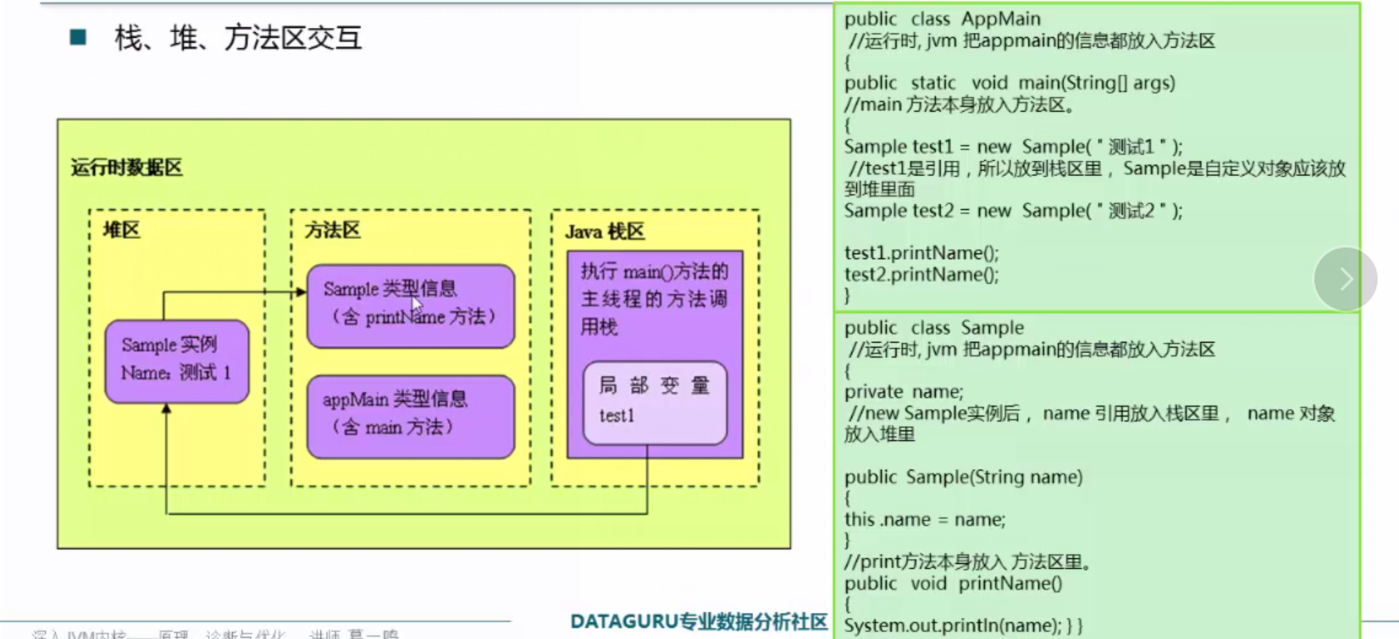 栈、堆、方法区交互
运行时数据区
堆区
Sample 实例
Name：测试 1
方法区
Sample 类型信息
（含 printName 方法）
appMain 类型信息
（含 main 方法）
Java 栈区
执行 main()方法的
主线程的方法调
用栈
局 部 变 量
test1
public class AppMain
//运行时, jvm 把appmain的信息都放入方法区
{
public static void main(String[] args)
//main 方法本身放入方法区。
{
Sample test1 = new Sample( " 测试1 " );
//test1是引用，所以放到栈区里， Sample是自定义对象应该放
到堆里面
Sample test2 = new Sample( " 测试2 " );
test1.printName();
test2.printName();
}
public class Sample
//运行时, jvm 把appmain的信息都放入方法区
{
private name;
//new Sample实例后， name 引用放入栈区里， name 对象
放入堆里
public Sample(String name)
{
this .name = name;
}
//print方法本身放入 方法区里。
public void printName()
{
System.out.println(name); } }
DATAGURU专业数据分析社区
深入JVM内核——原理、诊断与优化 讲师